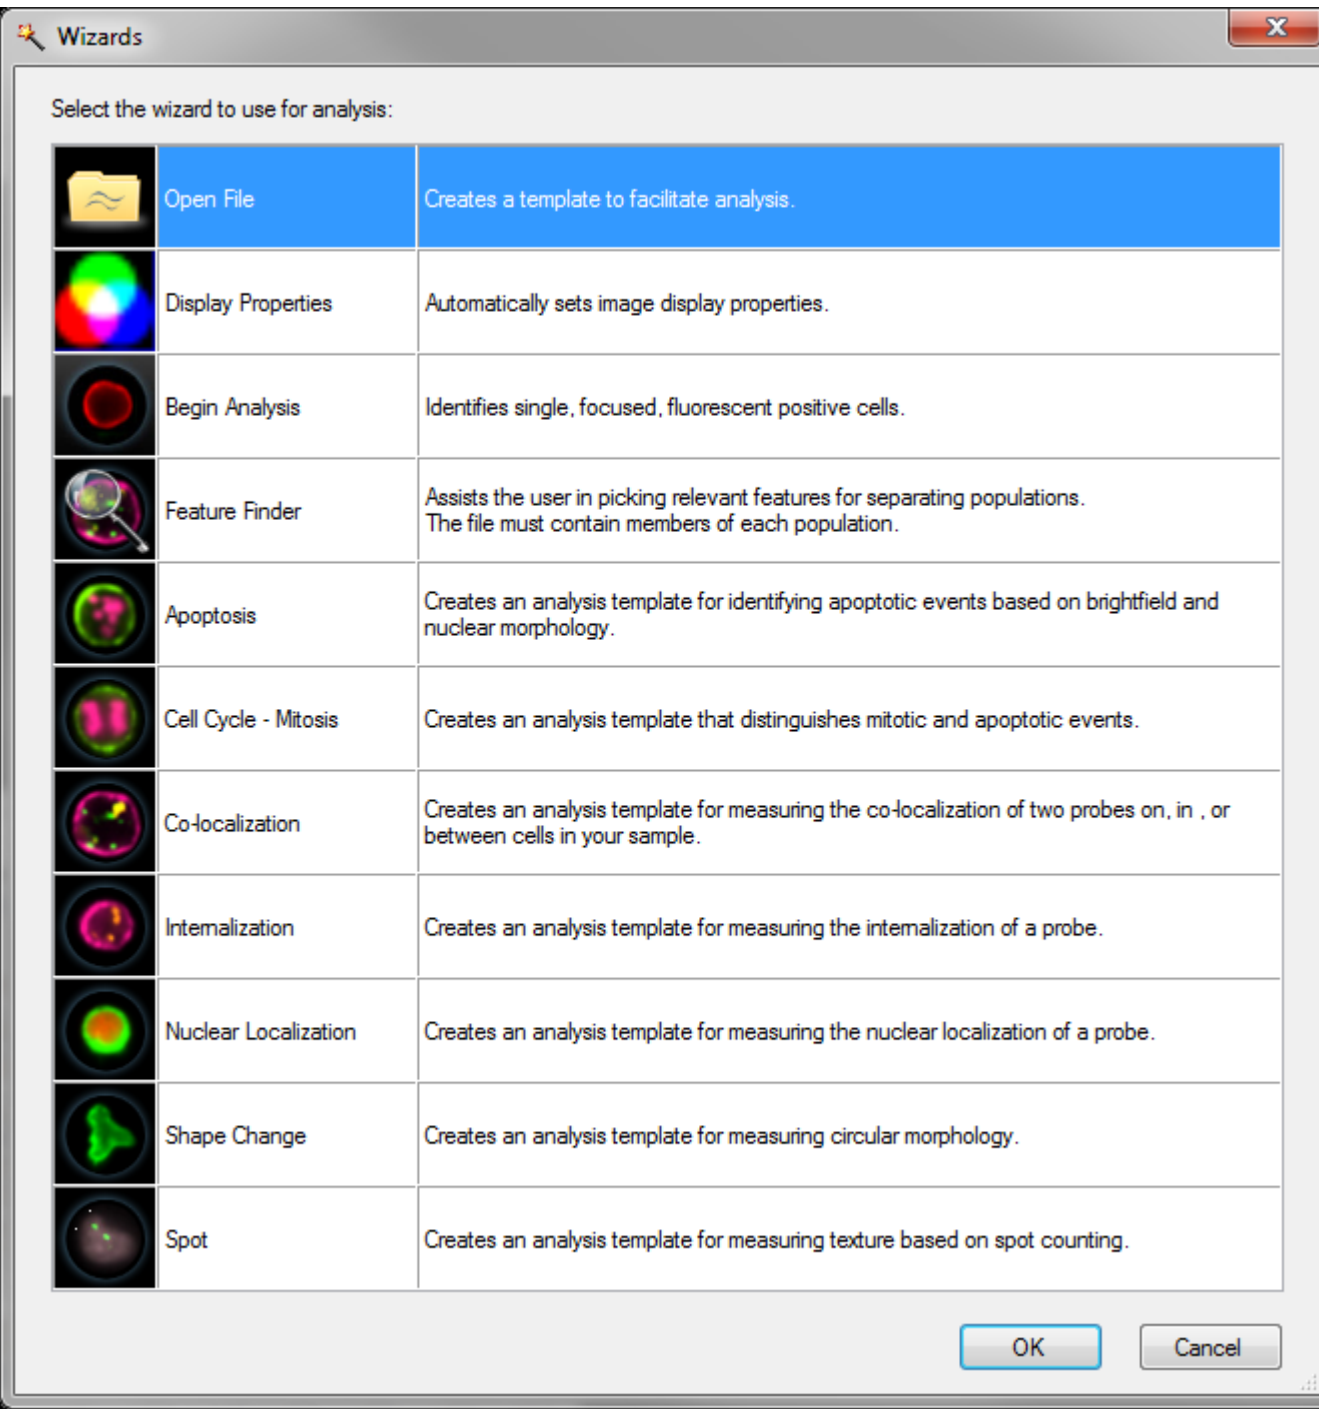 Wizards
Select the wizard to use for analysis:
Open File
Creates a template to facilitate analysis.
Display Properties
Automatically sets image display properties.
Begin Analysis
Identifies single, focused, fluorescent positive cells.
Feature Finder
Assists the user in picking relevant features for separating populations.
The file must contain members of each population.
Apoptosis
Creates an analysis template for identifying apoptotic events based on brightfield and
nuclear morphology.
Cell Cycle - Mitosis
Creates an analysis template that distinguishes mitotic and apoptotic events.
Co-localization
Creates an analysis template for measuring the co-localization of two probes on, in , or
between cells in your sample.
Internalization
Creates an analysis template for measuring the internalization of a probe.
Nuclear Localization
Creates an analysis template for measuring the nuclear localization of a probe.
Shape Change
Creates an analysis template for measuring circular morphology.
Spot
Creates an analysis template for measuring texture based on spot counting.
OK
Cancel